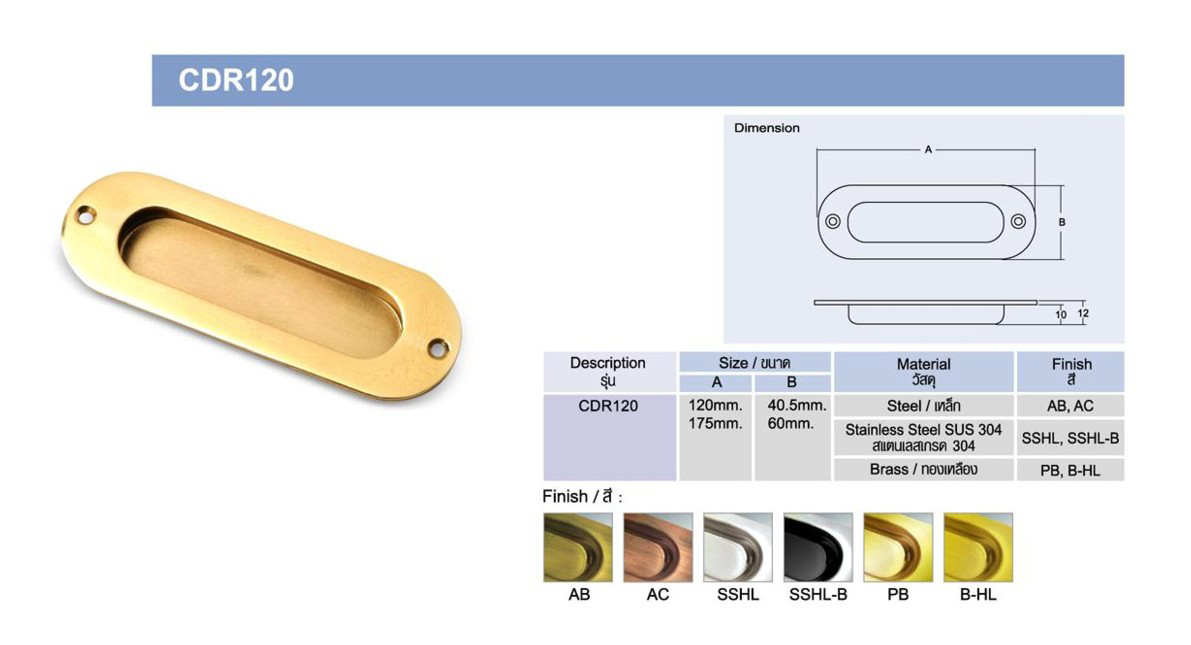 CDR120
Dimension
A
B
10 12
Description
รุ่น
Size / ขนาด
A B
Material
วัสดุ
Finish
สี
CDR120
120mm. 40.5mm.
175mm. 60mm.
Steel / เหล็ก AB, AC
Stainless Steel SUS 304
สแตนเลสเกรด 304
SSHL, SSHL-B
Brass / ทองเหลือง PB, B-HL
Finish / สี :
AB AC SSHL SSHL-B PB B-HL